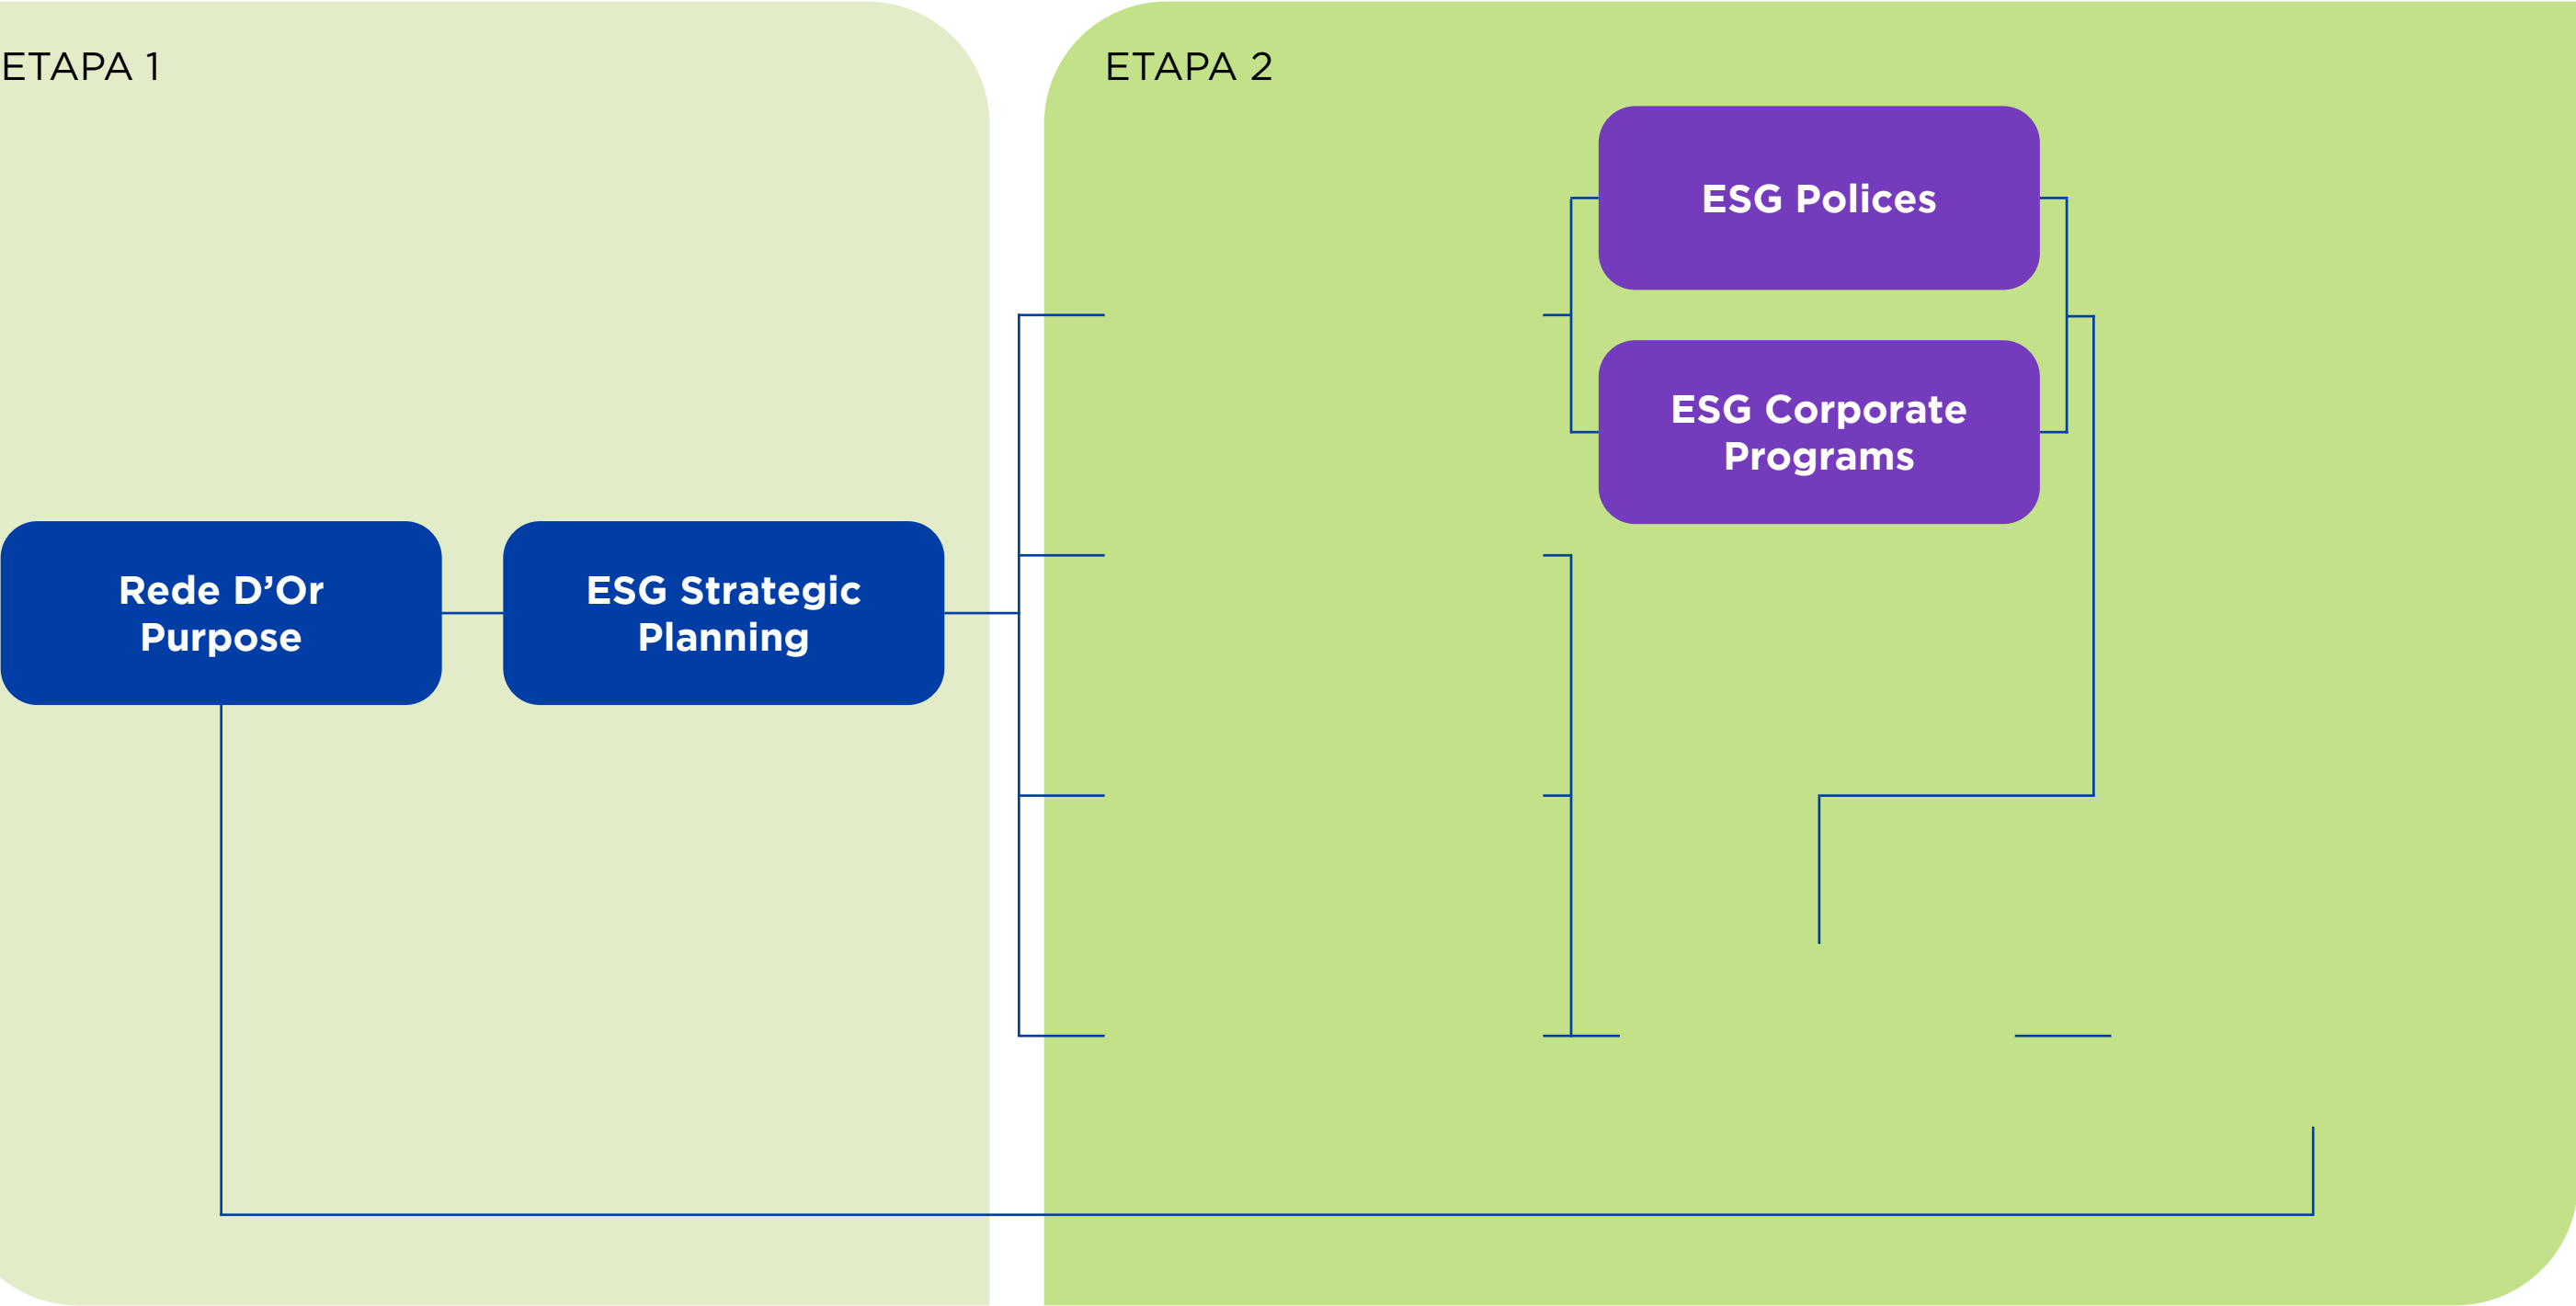 ETAPA 1
ETAPA 2
ESG Polices
ESG Corporate
Programs
Rede D’Or
Purpose
ESG Strategic
Planning